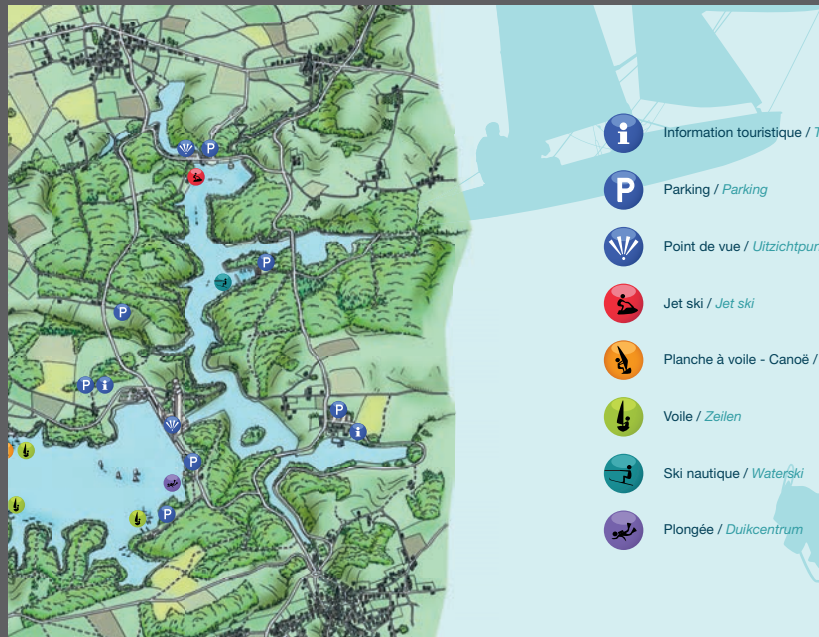 Information touristique /
P Parking / Parking
Point de vue /
Jet ski / Jet ski
Planche à voile - Canoë /
Voile / Zeilen
Ski nautique / Waterski
Plongée / Duikcentrum
P
P
P
P i
P
i
P
P